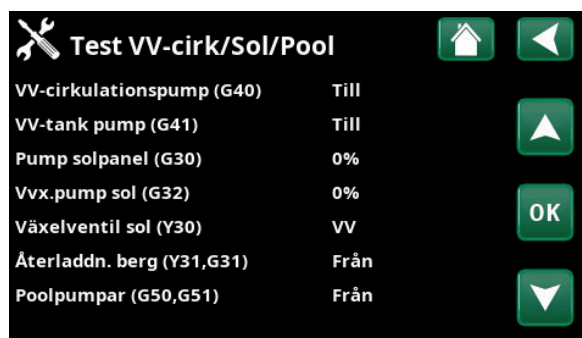 Test VV-cirk/Sol/Pool
VV-cirkulationspump (G40) Till
VV-tank pump (G41) Till
Pump solpanel (G30) 0%
Vvx.pump sol (G32) 0%
Växelventil sol (Y30) VV
Återladdn. berg (Y31,G31) Från
Poolpumpar (G50,G51) Från
OK